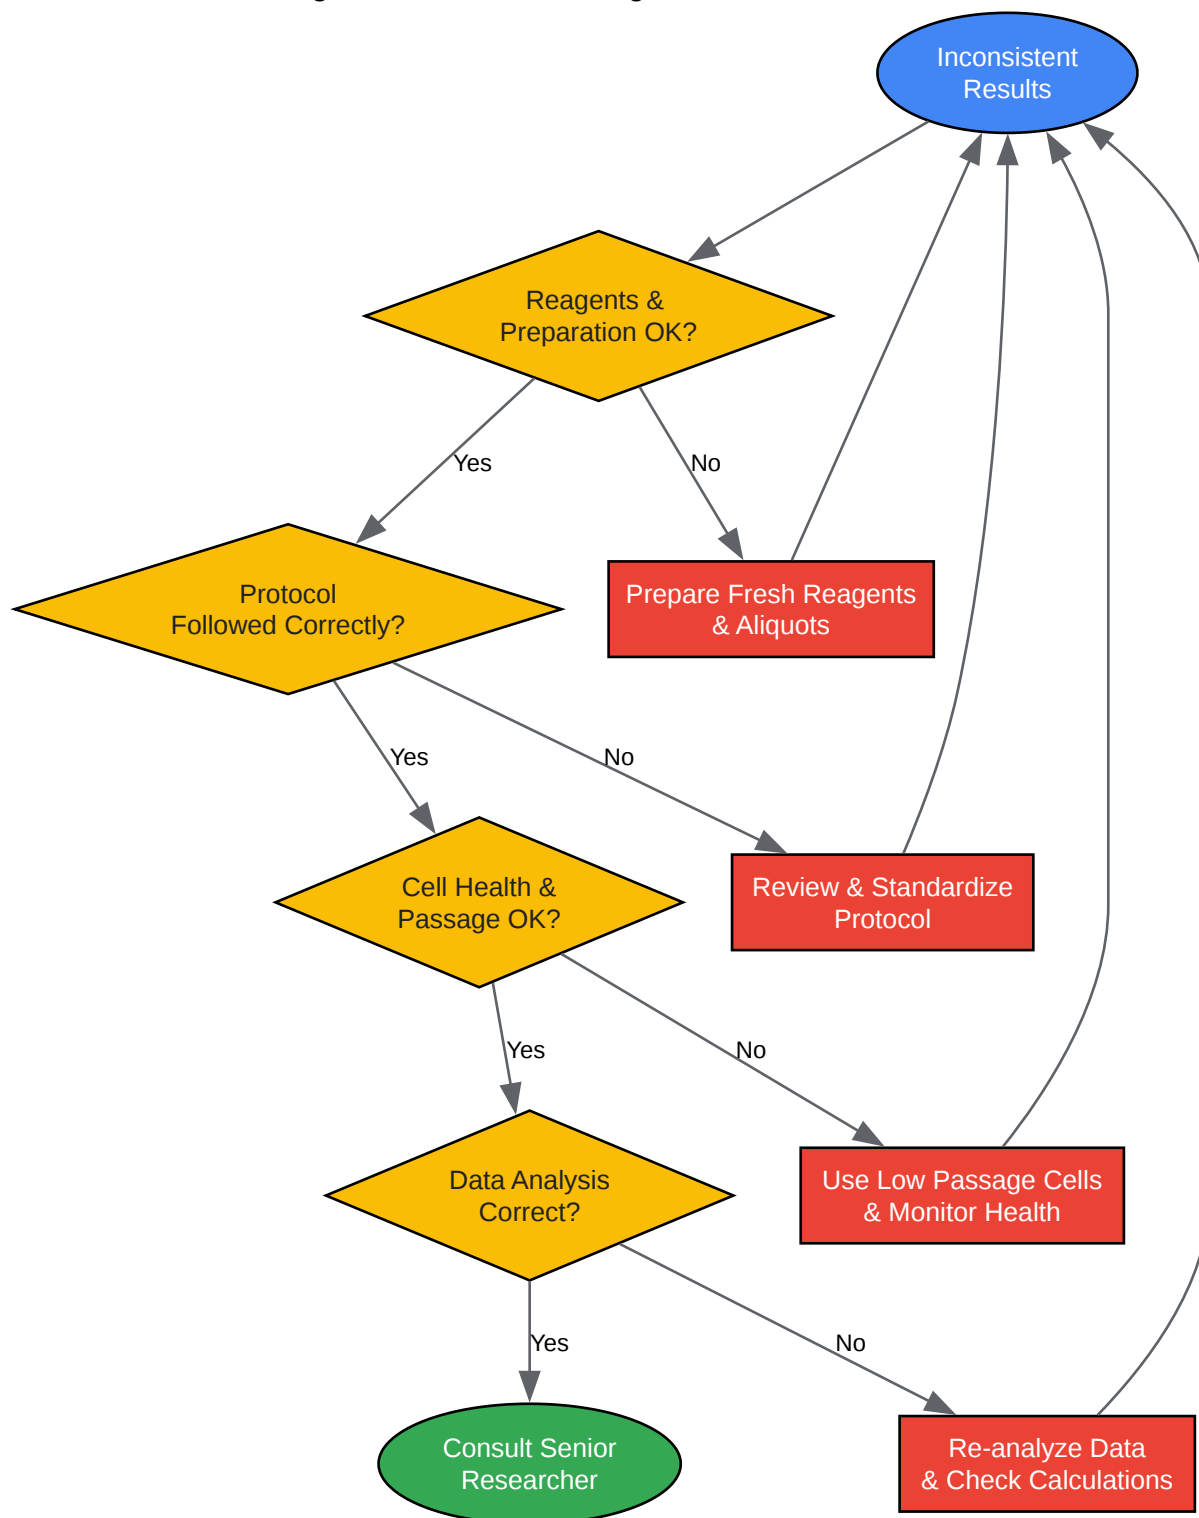 Inconsistent
Results
Reagents &
Preparation OK?
Yes
No
Protocol
Followed Correctly?
Prepare Fresh Reagents
& Aliquots
Yes
No
Cell Health &
Passage OK?
Review & Standardize
Protocol
Yes
No
Data Analysis
Correct?
Use Low Passage Cells
& Monitor Health
Yes
No
Consult Senior
Researcher
Re-analyze Data
& Check Calculations